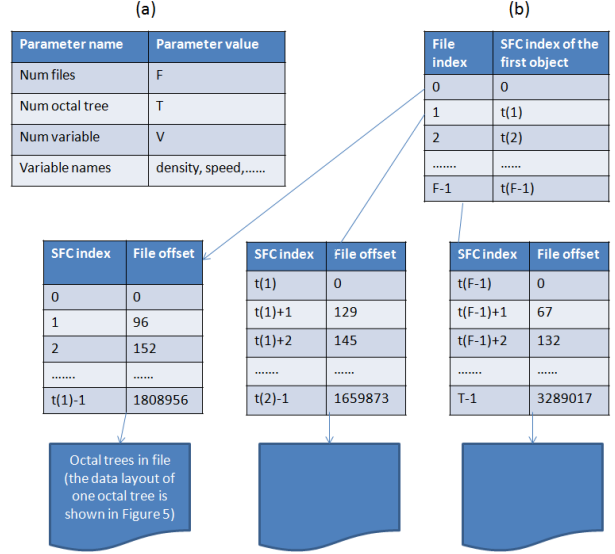 (a)
Parameter name Parameter value
Num files F
Num octal tree T
Num variable V
Variable names density, speed,......
(b)
File index SFC index of the first object
0 0
1 t(1)
2 t(2)
....... ......
F-1 t(F-1)
SFC index File offset
0 0
1 96
2 152
....... ......
t(1)-1 1808956
SFC index File offset
t(1) 0
t(1)+1 129
t(1)+2 145
....... ......
t(2)-1 1659873
SFC index File offset
t(F-1) 0
t(F-1)+1 67
t(F-1)+2 132
....... ......
T-1 3289017
Octal trees in file
(the data layout of
one octal tree is
shown in Figure 5)